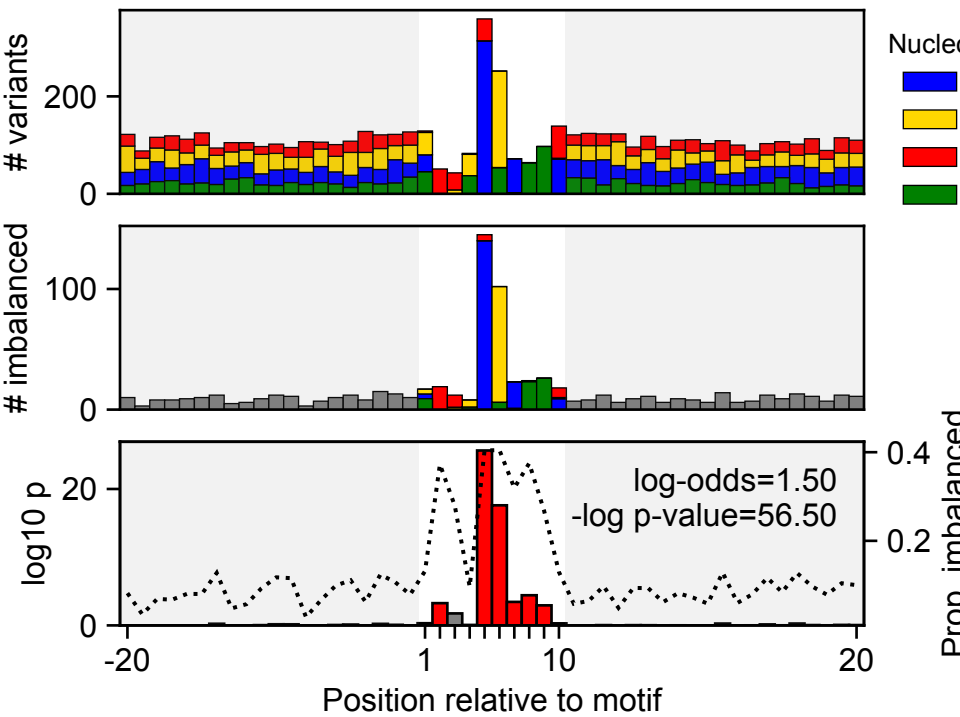 # variants
200
0
Nucleo
# imbalanced
100
0
log10 p
20
0
log-odds=1.50
-log p-value=56.50
0.4
0.2
Prop. imbalanced
-20
1
10
20
Position relative to motif